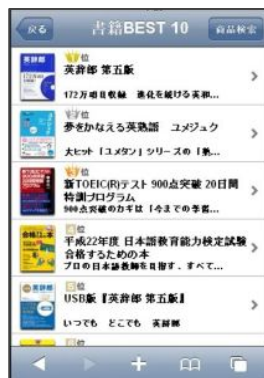 戻る
書籍BEST 10
商品検索
1位
英辞郎 第五版
172万項目収録 進化を続ける英和...
2位
夢をかなえる英熟語 ユメジュク
大ヒット「ユメタン」シリーズの「熟...
3位
新TOEIC(R)テスト 900点突破 20日間
特訓プログラム
900点突破のカギは「今までの学習...
4位
平成22年度 日本語教育能力検定試験
合格するための本
プロの日本語教師を目指す、すべて...
5位
USB版『英辞郎 第五版』
いつでも どこでも 英辞郎
6位